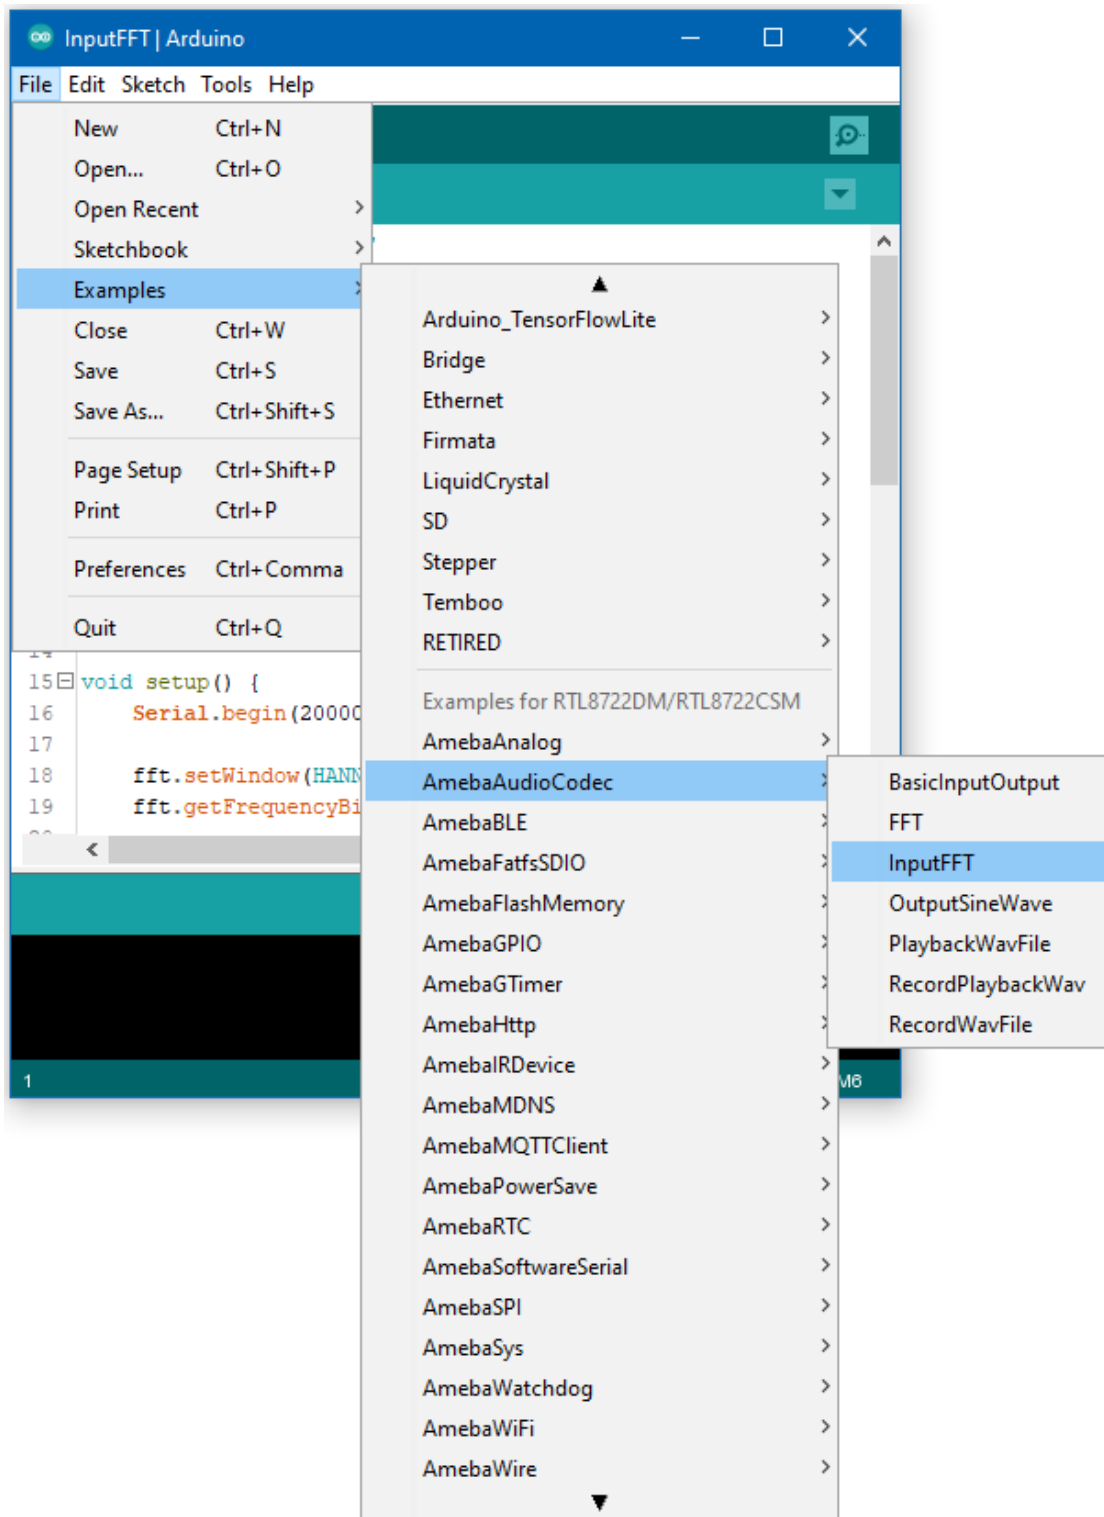 InputFFT | Arduino
File Edit Sketch Tools Help
New Ctrl+N
Open... Ctrl+O
Open Recent
Sketchbook
Examples
Close Ctrl+W
Save Ctrl+S
Save As... Ctrl+Shift+S
Page Setup Ctrl+Shift+P
Print Ctrl+P
Preferences Ctrl+Comma
Quit Ctrl+Q
Arduino_TensorFlowLite
Bridge
Ethernet
Firmata
LiquidCrystal
SD
Stepper
Temboo
RETIRED
Examples for RTL8722DM/RTL8722CSM
AmebaAnalog
AmebaAudioCodec
AmebaBLE
AmebaFatfsSDIO
AmebaFlashMemory
AmebaGPIO
AmebaGTimer
AmebaHttp
AmebaIRDevice
AmebaMDNS
AmebaMQTTClient
AmebaPowerSave
AmebaRTC
AmebaSoftwareSerial
AmebaSPI
AmebaSys
AmebaWatchdog
AmebaWiFi
AmebaWire
BasicInputOutput
FFT
InputFFT
OutputSineWave
PlaybackWavFile
RecordPlaybackWav
RecordWavFile
15 void setup() {
16 Serial.begin(20000
17
18 fft.setWindow(HANN
19 fft.getFrequencyBi
1 M6